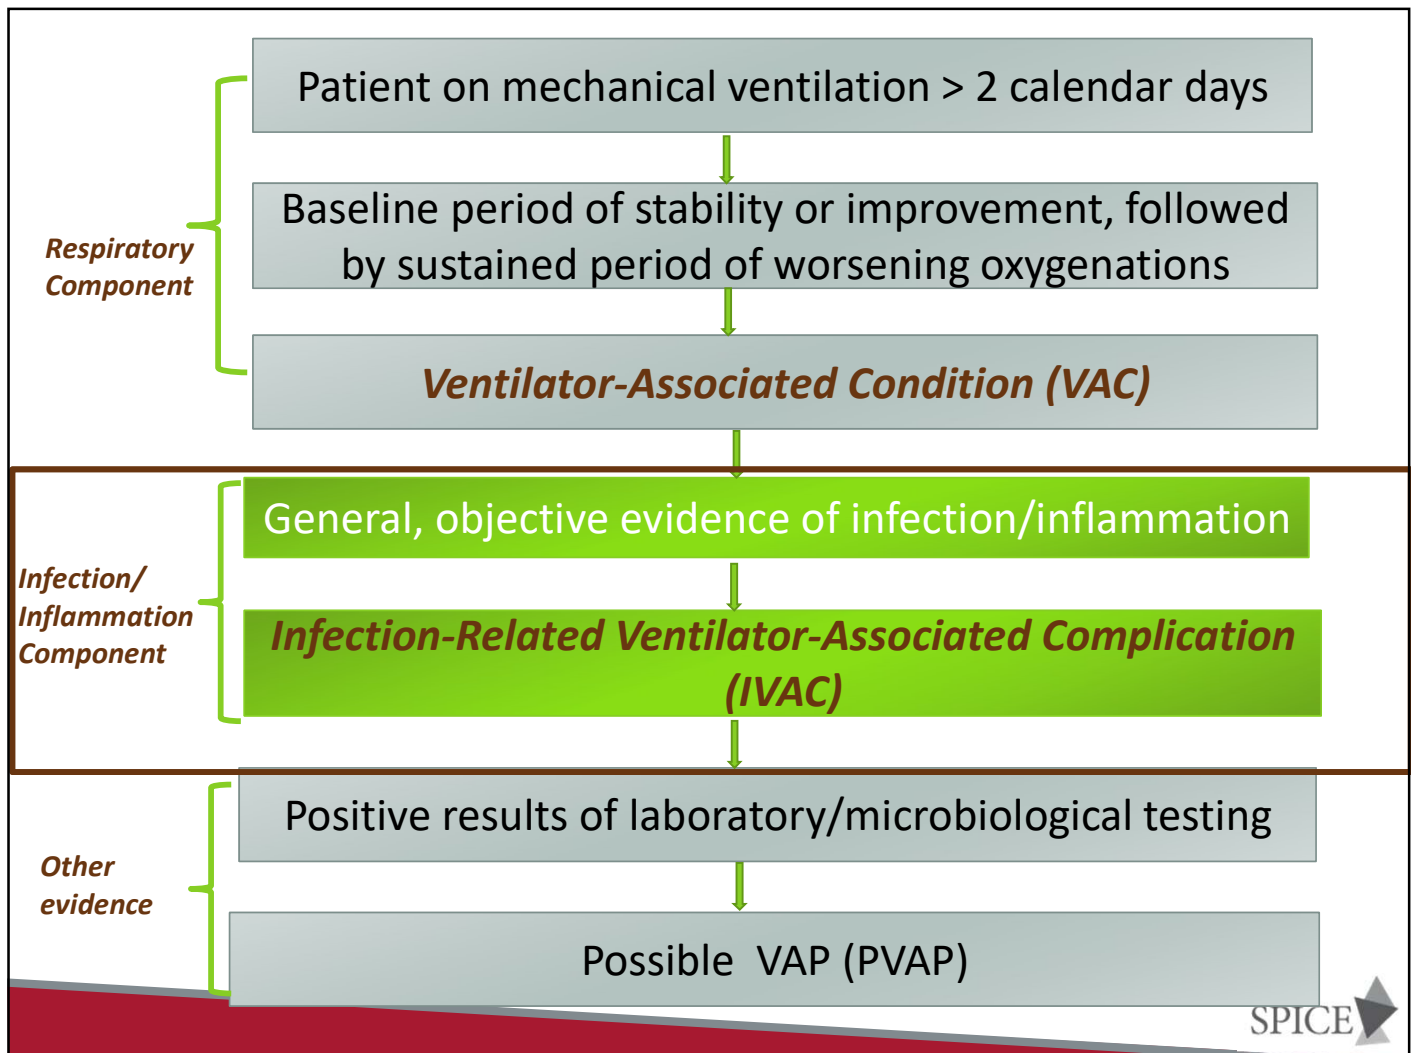 Patient on mechanical ventilation > 2 calendar days
Baseline period of stability or improvement, followed
by sustained period of worsening oxygenations
Respiratory
Component
Ventilator-Associated Condition (VAC)
General, objective evidence of infection/inflammation
Infection/
Inflammation
Component
Infection-Related Ventilator-Associated Complication
(IVAC)
Positive results of laboratory/microbiological testing
Other
evidence
Possible VAP (PVAP)
SPICE